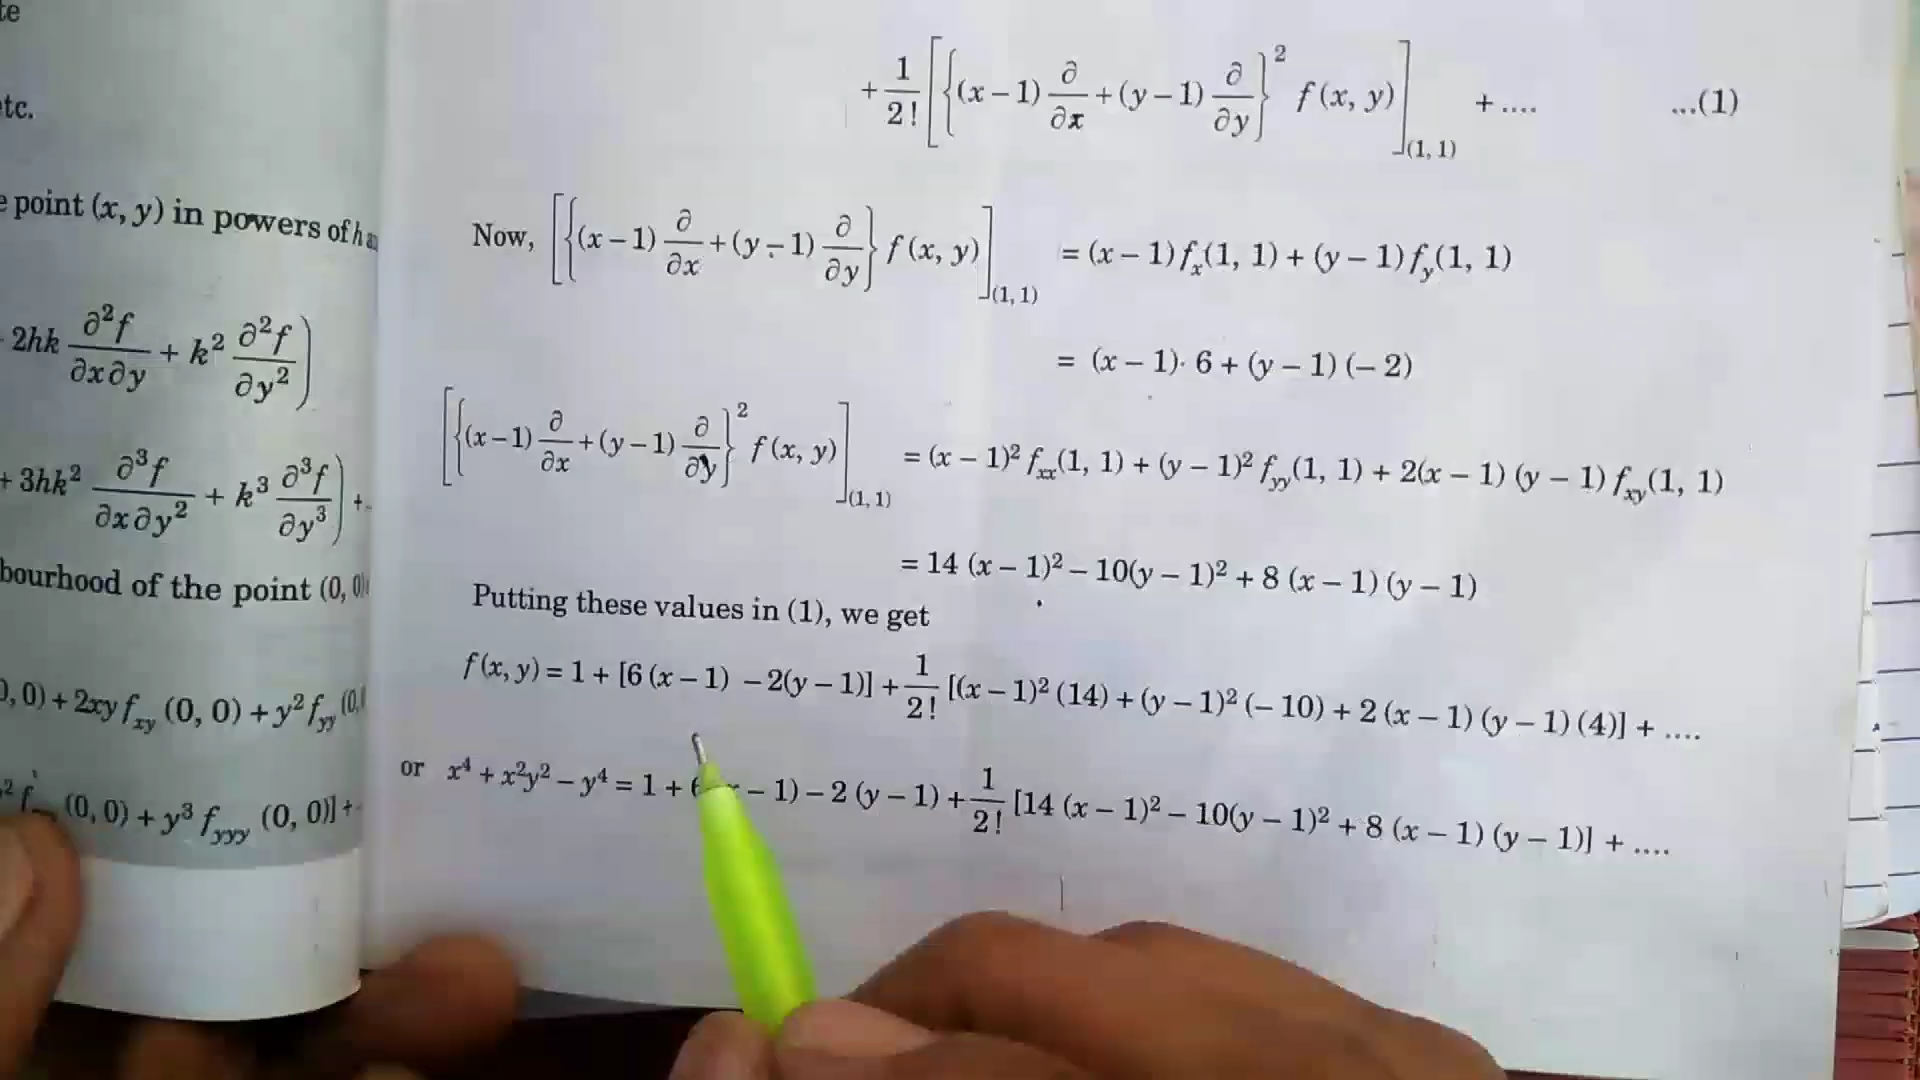 te
etc.
point (x, y) in powers of h
2hk ∂²f/∂x∂y + k² ∂²f/∂y² )
+ 3hk² ∂³f/∂x∂y² + k³ ∂³f/∂y³ ) +
bourhood of the point (0, 0)
0, 0) + 2xy f_xy (0, 0) + y² f_yy (0,
(0, 0) + y³ f_yyy (0, 0)] +
+ 1/2! [ { (x – 1) ∂/∂x + (y – 1) ∂/∂y }² f (x, y) ]_(1, 1) + .... ...(1)
Now, [ { (x – 1) ∂/∂x + (y – 1) ∂/∂y } f (x, y) ]_(1, 1) = (x – 1) f_x(1, 1) + (y – 1) f_y(1, 1)
= (x – 1)· 6 + (y – 1) (– 2)
[ { (x – 1) ∂/∂x + (y – 1) ∂/∂y }² f (x, y) ]_(1, 1) = (x – 1)² f_xx(1, 1) + (y – 1)² f_yy(1, 1) + 2(x – 1) (y – 1) f_xy(1, 1)
= 14 (x – 1)² – 10(y – 1)² + 8 (x – 1) (y – 1)
Putting these values in (1), we get
f (x, y) = 1 + [6 (x – 1) – 2(y – 1)] + 1/2! [(x – 1)² (14) + (y – 1)² (– 10) + 2 (x – 1) (y – 1) (4)] + ....
or x⁴ + x²y² – y⁴ = 1 + – 1) – 2 (y – 1) + 1/2! [14 (x – 1)² – 10(y – 1)² + 8 (x – 1) (y – 1)] + ....